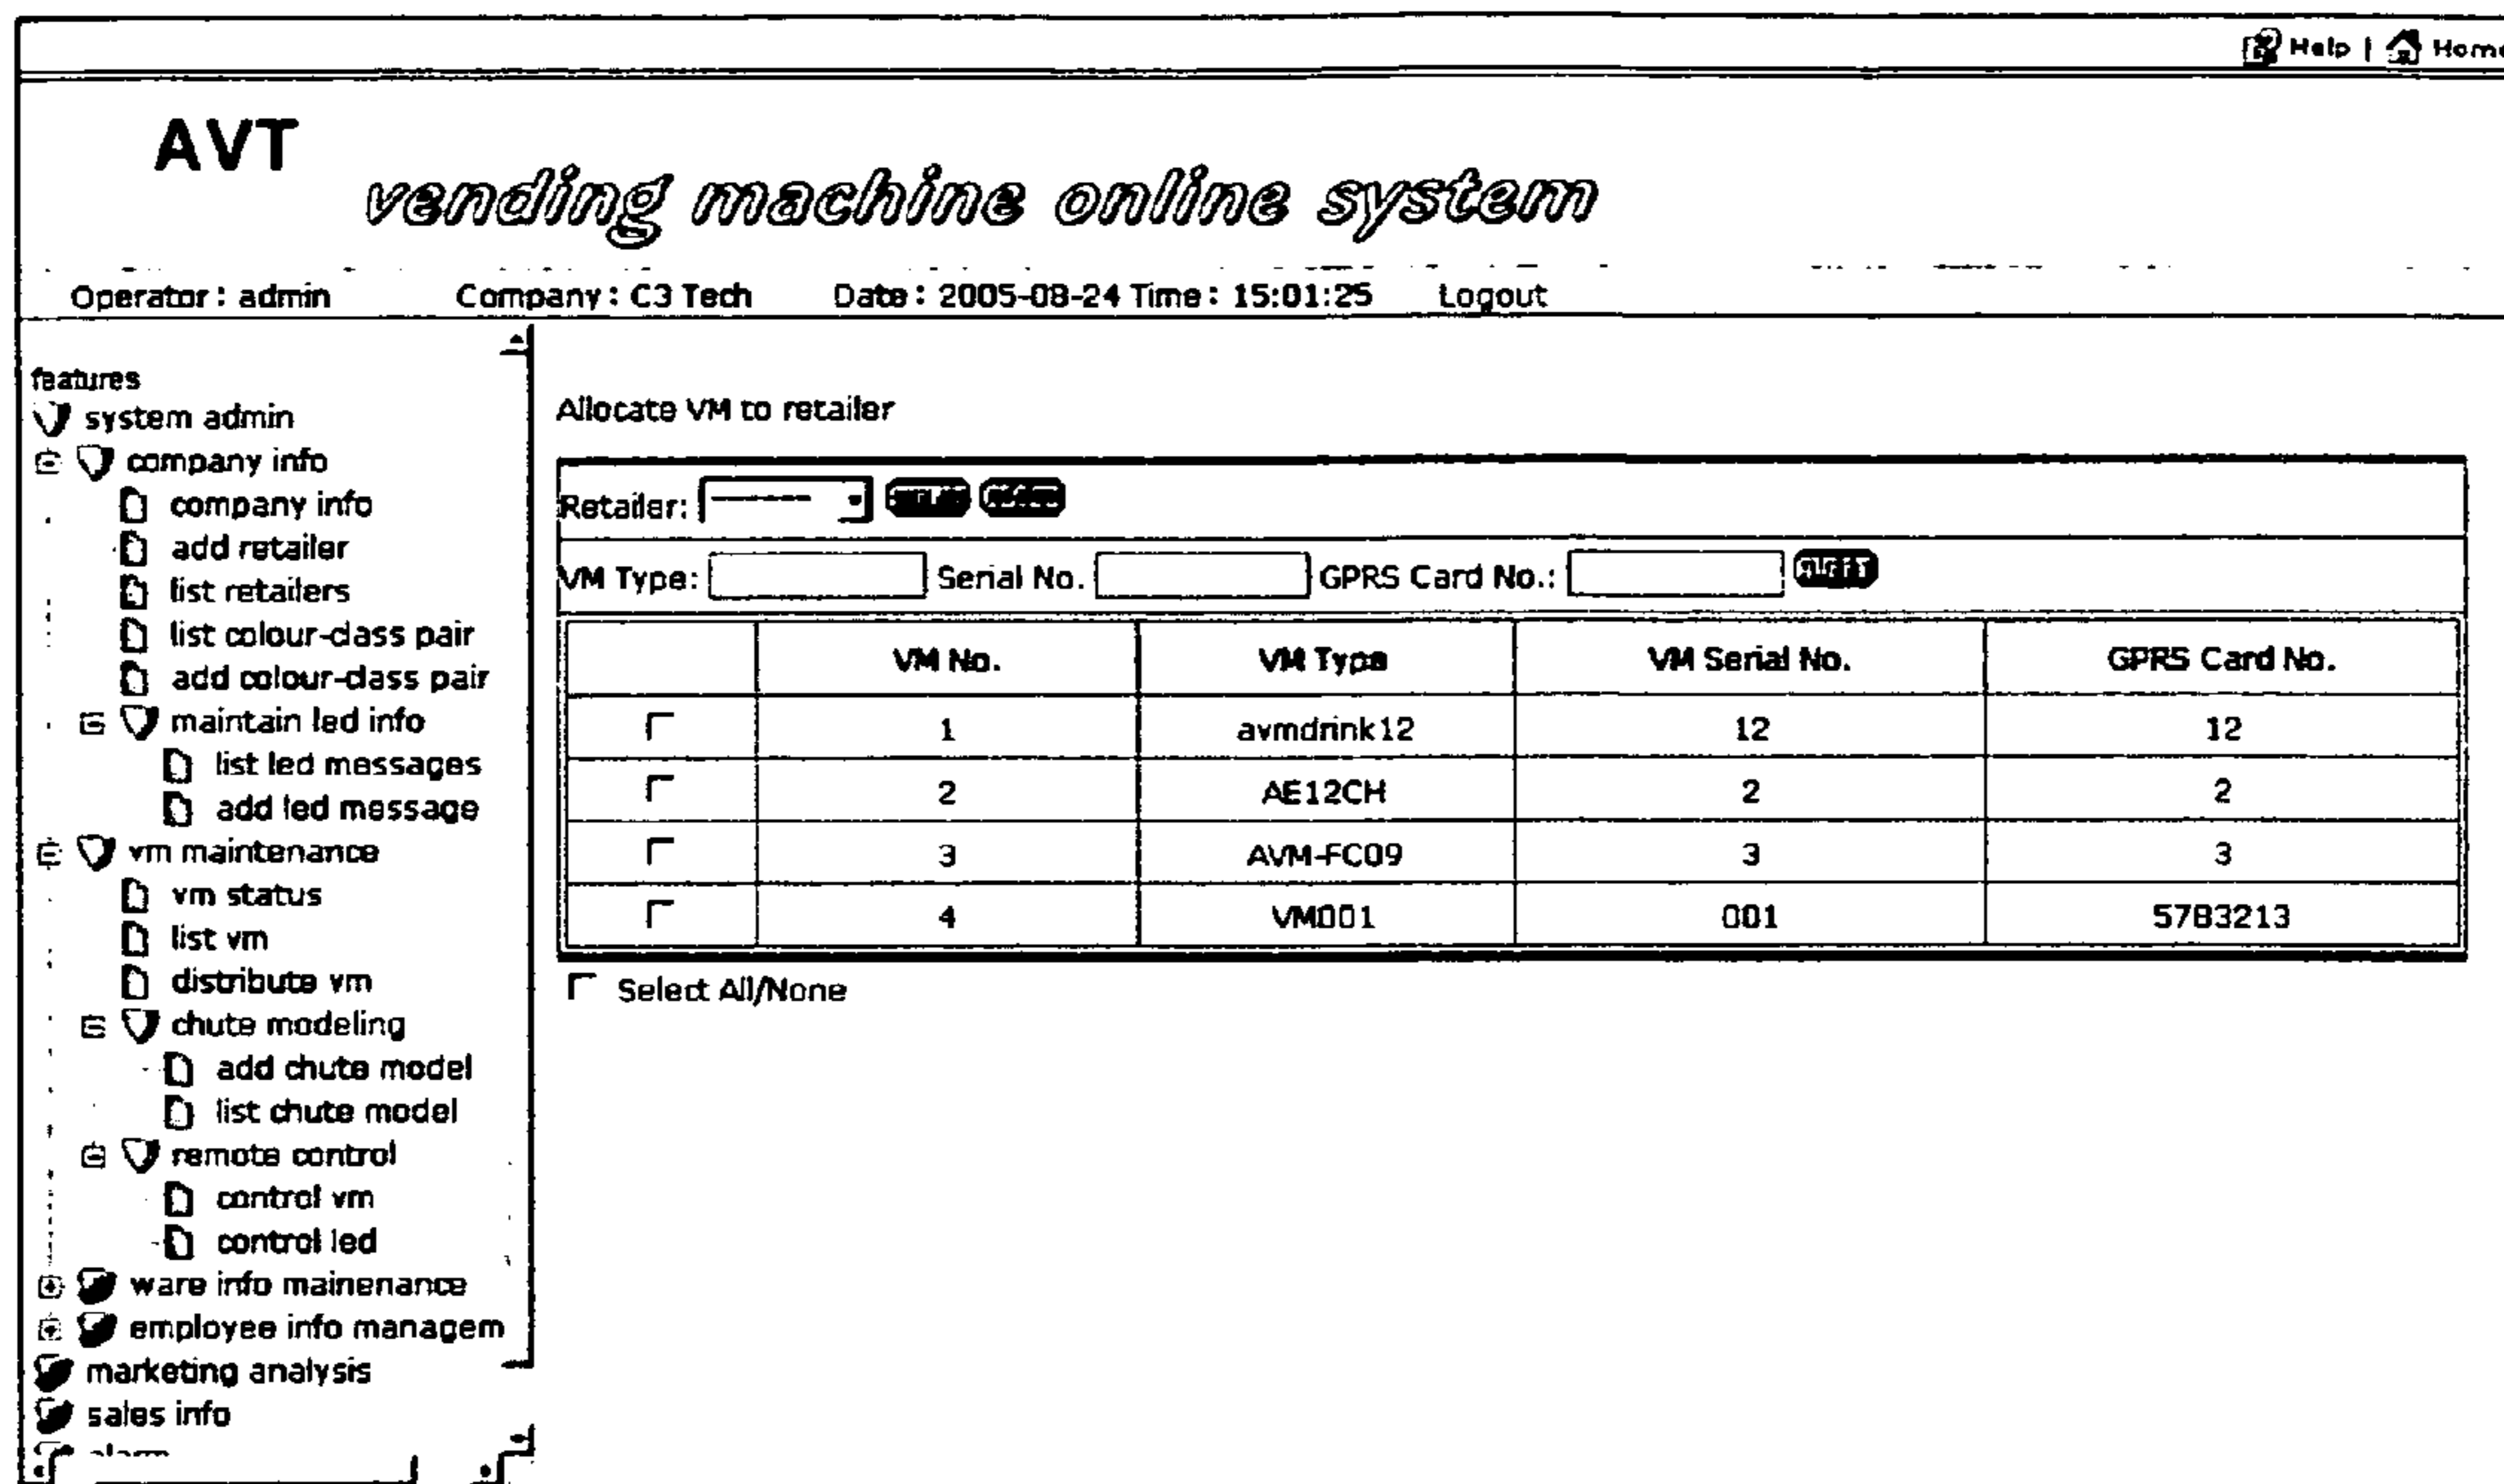 Help | Home
AVT
vending machine online system
Operator : admin Company : C3 Tech Date : 2005-08-24 Time : 15:01:25 Logout
features
system admin
company info
company info
add retailer
list retailers
list colour-class pair
add colour-class pair
maintain led info
list led messages
add led message
vm maintenance
vm status
list vm
distribute vm
chute modeling
add chute model
list chute model
remote control
control vm
control led
ware info mainenance
employee info managem
marketing analysis
sales info
Allocate VM to retailer
Retailer: --------
VM Type: Serial No. GPRS Card No.:
VM No. VM Type VM Serial No. GPRS Card No.
1 avmdrink12 12 12
2 AE12CH 2 2
3 AVM-FC09 3 3
4 VM001 001 5783213
Select All/None